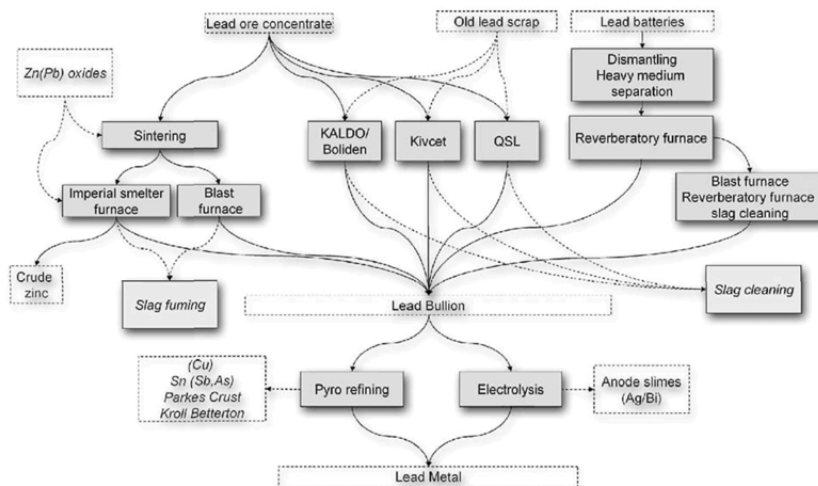 Lead ore concentrate
Old lead scrap
Lead batteries
Zn(Pb) oxides
Dismantling
Heavy medium
separation
Sintering
KALDO/
Boliden
Kivcet
QSL
Reverberatory furnace
Imperial smelter
furnace
Blast
furnace
Blast furnace
Reverberatory furnace
slag cleaning
Crude
zinc
Slag fuming
Lead Bullion
Slag cleaning
(Cu)
Sn (Sb,As)
Parkes Crust
Kroll Betterton
Pyro refining
Electrolysis
Anode slimes
(Ag/Bi)
Lead Metal